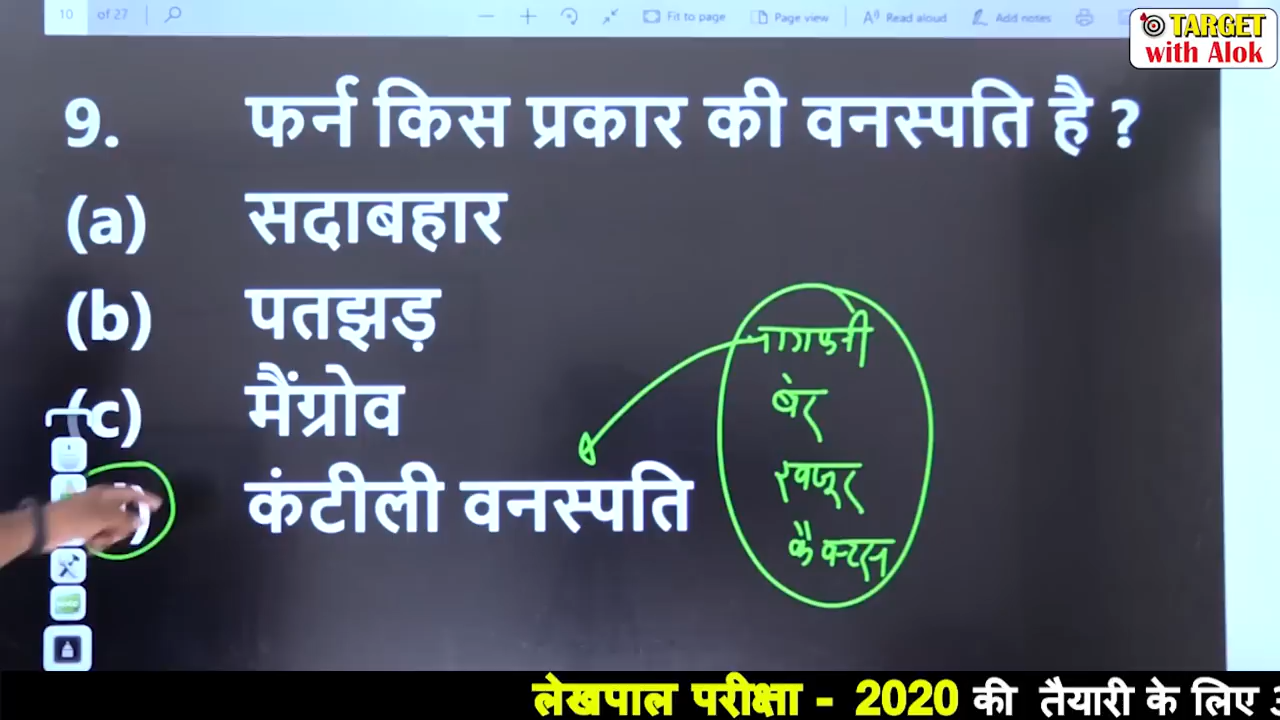 10 of 27 Fit to page Page view Read aloud Add notes
TARGET
with Alok
9. फर्न किस प्रकार की वनस्पति है ?
(a) सदाबहार
(b) पतझड़
(c) मैंग्रोव
कंटीली वनस्पति
नागफनी
बेर
खजूर
कैक्टस
लेखपाल परीक्षा - 2020 की तैयारी के लिए